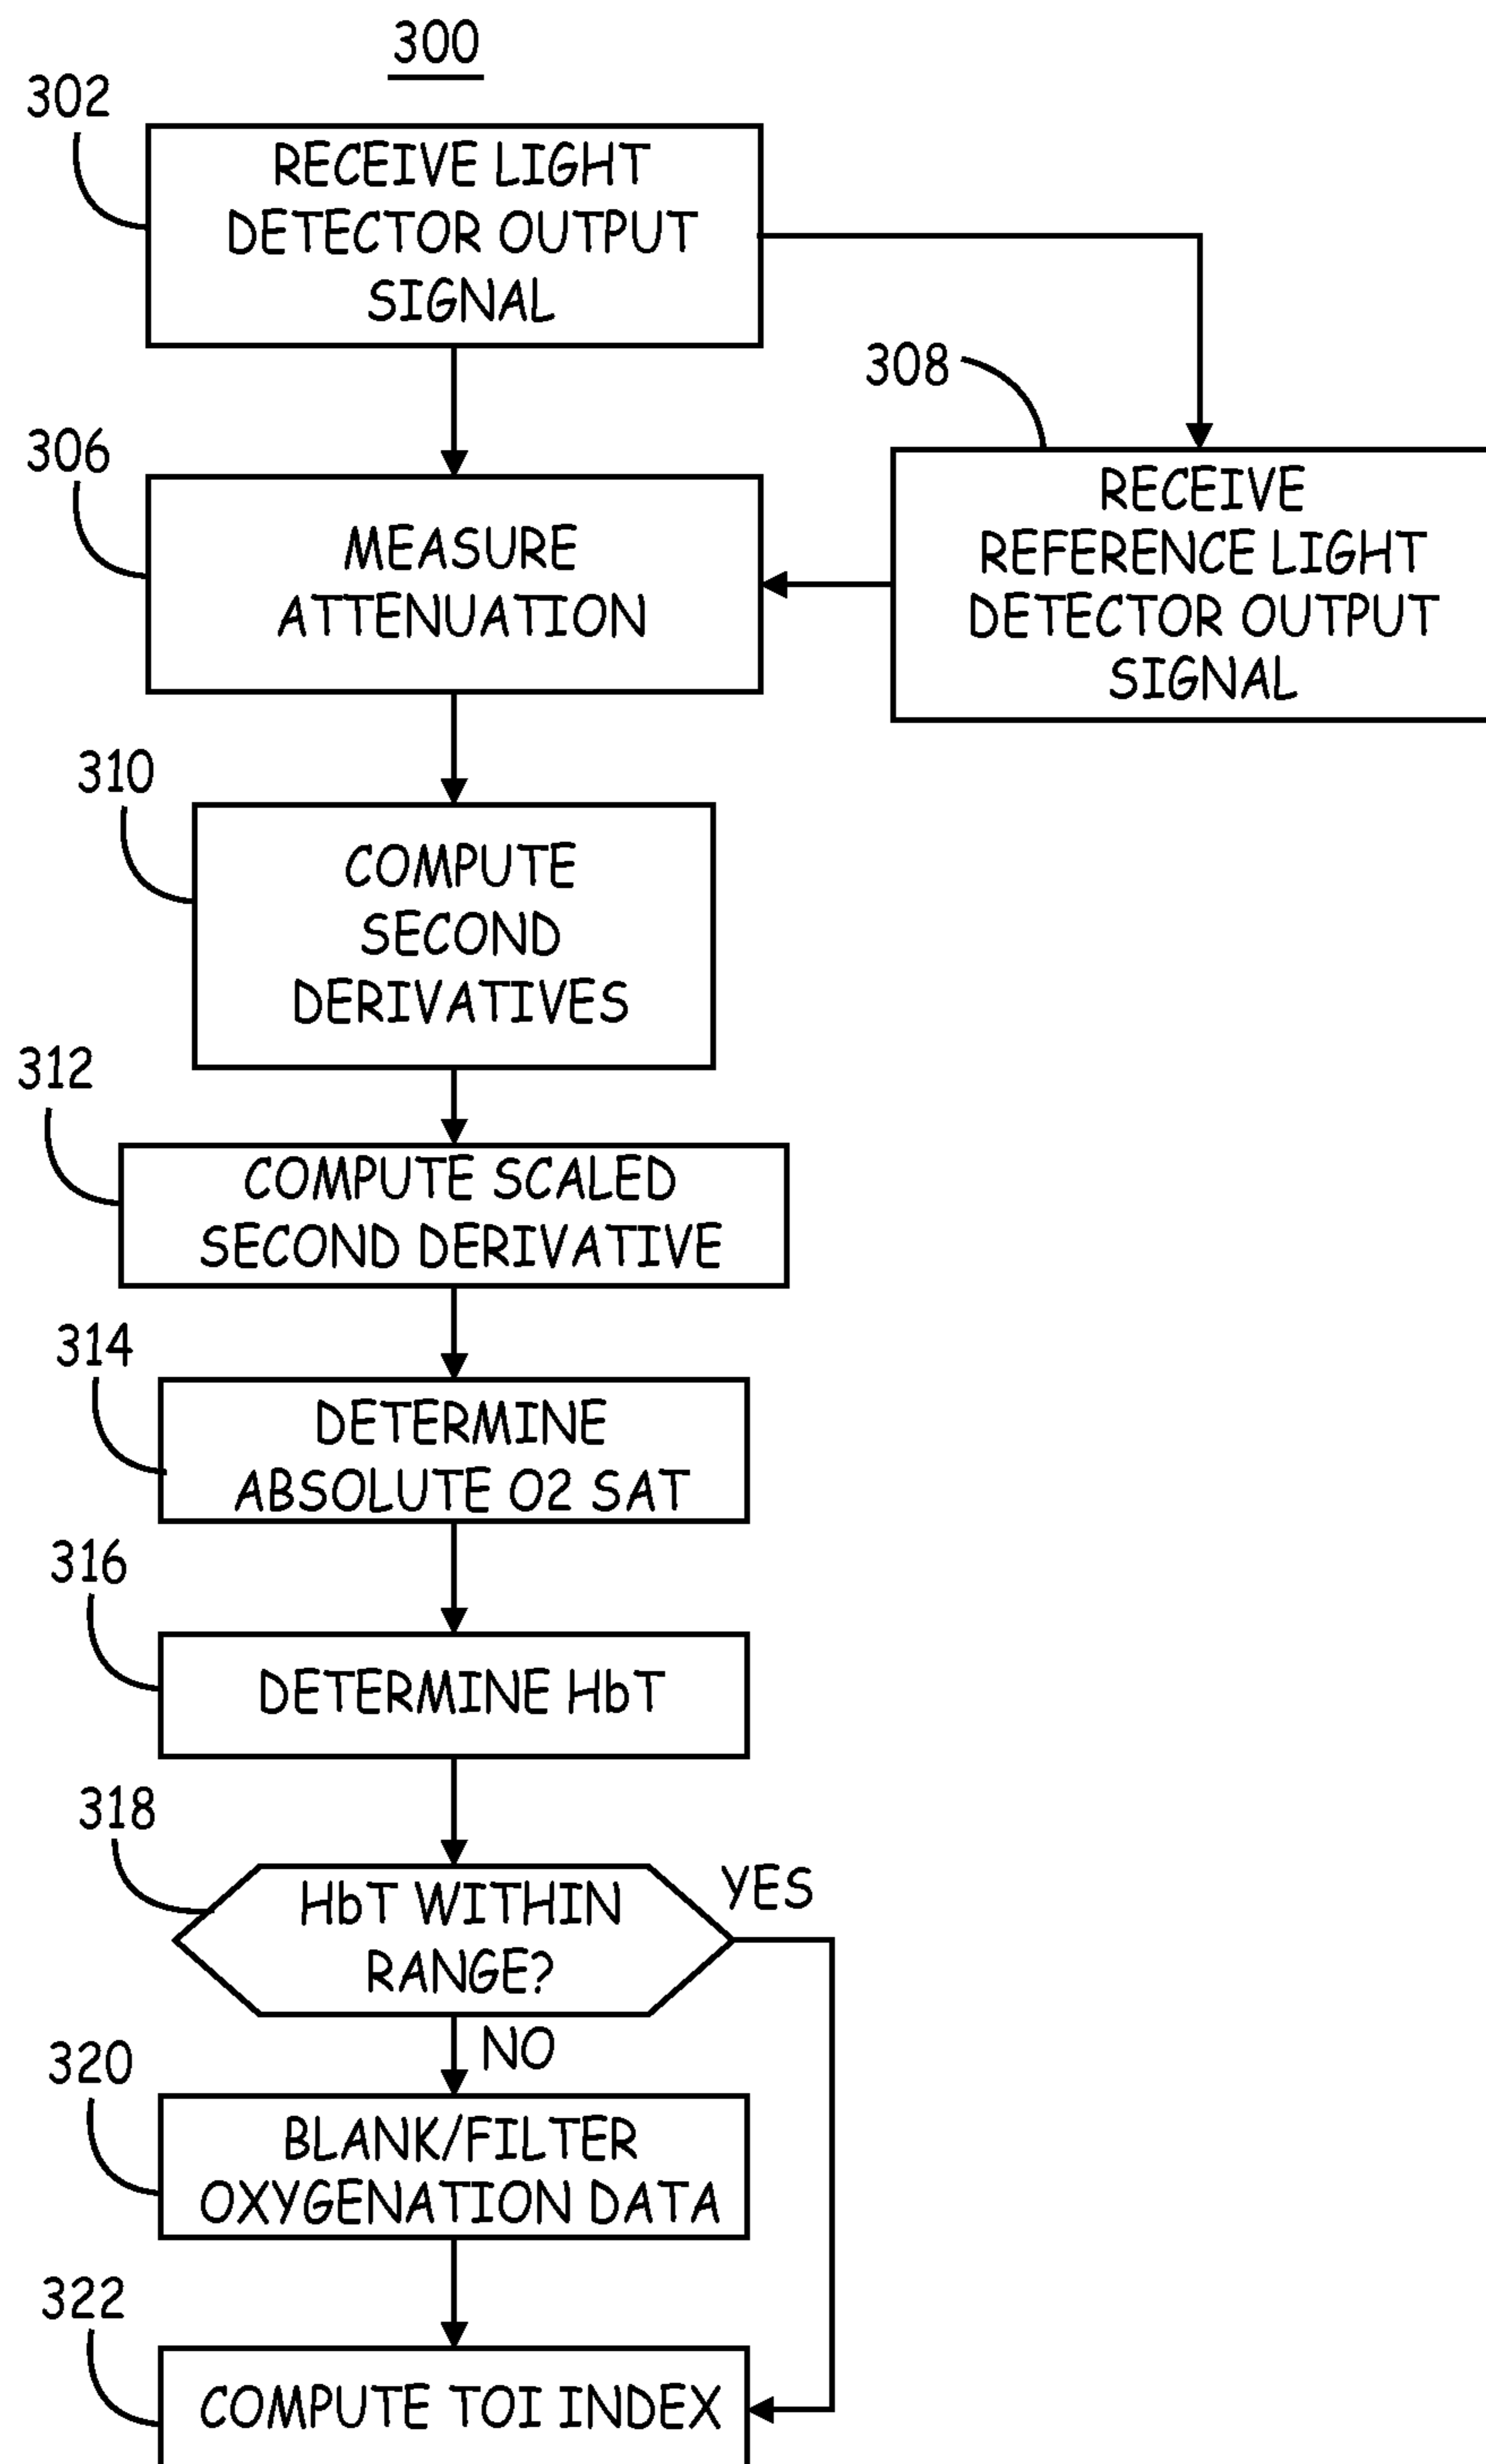 300
302
RECEIVE LIGHT
DETECTOR OUTPUT
SIGNAL
308
306
MEASURE
ATTENUATION
RECEIVE
REFERENCE LIGHT
DETECTOR OUTPUT
SIGNAL
310
COMPUTE
SECOND
DERIVATIVES
312
COMPUTE SCALED
SECOND DERIVATIVE
314
DETERMINE
ABSOLUTE O2 SAT
316
DETERMINE HbT
318
HbT WITHIN
RANGE?
YES
NO
320
BLANK/FILTER
OXYGENATION DATA
322
COMPUTE TOI INDEX